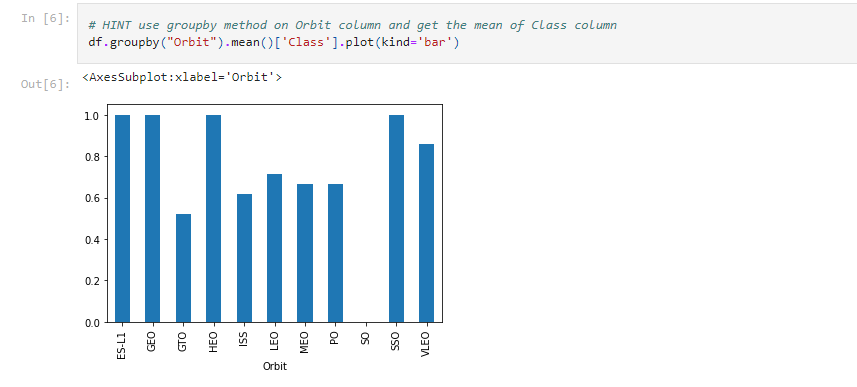 In [6]:
# HINT use groupby method on Orbit column and get the mean of Class column
df.groupby("Orbit").mean()['Class'].plot(kind='bar')
Out[6]:
<AxesSubplot:xlabel='Orbit'>
1.0
0.8
0.6
0.4
0.2
0.0
ES-L1
GEO
GTO
HEO
ISS
LEO
MEO
PO
SO
SSO
VLEO
Orbit